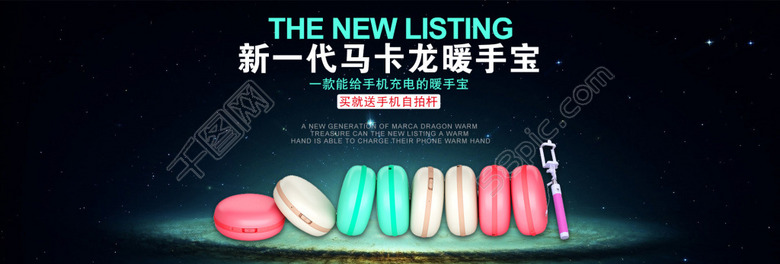 THE NEW LISTING
新一代马卡龙暖手宝
一款能给手机充电的暖手宝
买就送手机自拍杆
A NEW GENERATION OF MARCA DRAGON WARM
TREASURE CAN THE NEW LISTING A WARM
HAND IS ABLE TO CHARGE THEIR PHONE WARM HAND
千图网
58pic.com